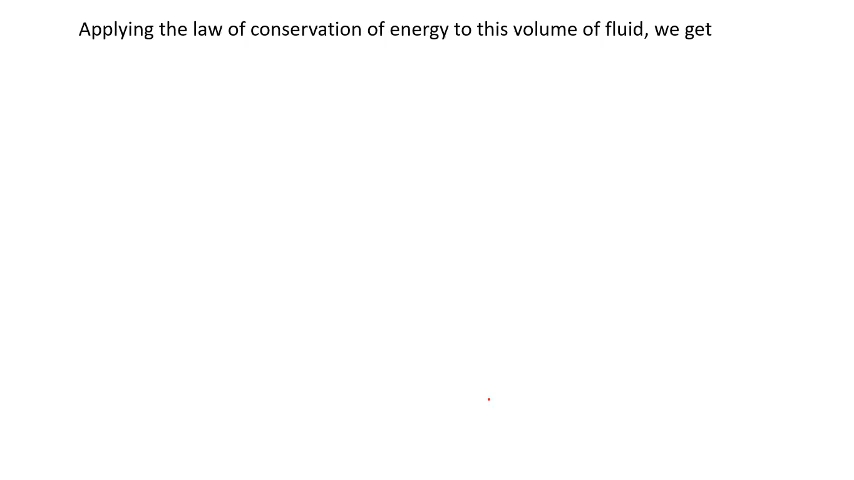 Applying the law of conservation of energy to this volume of fluid, we get